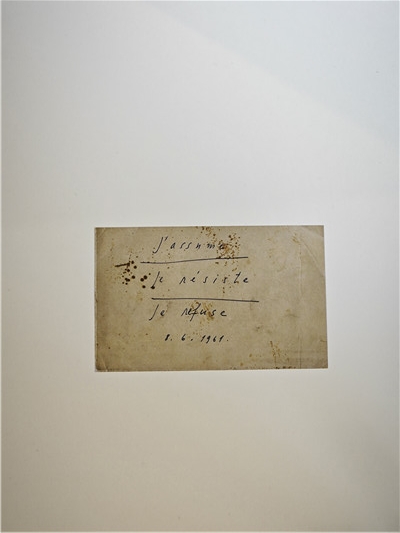 J'assume
Je résiste
Je refuse
8. 6. 1961.